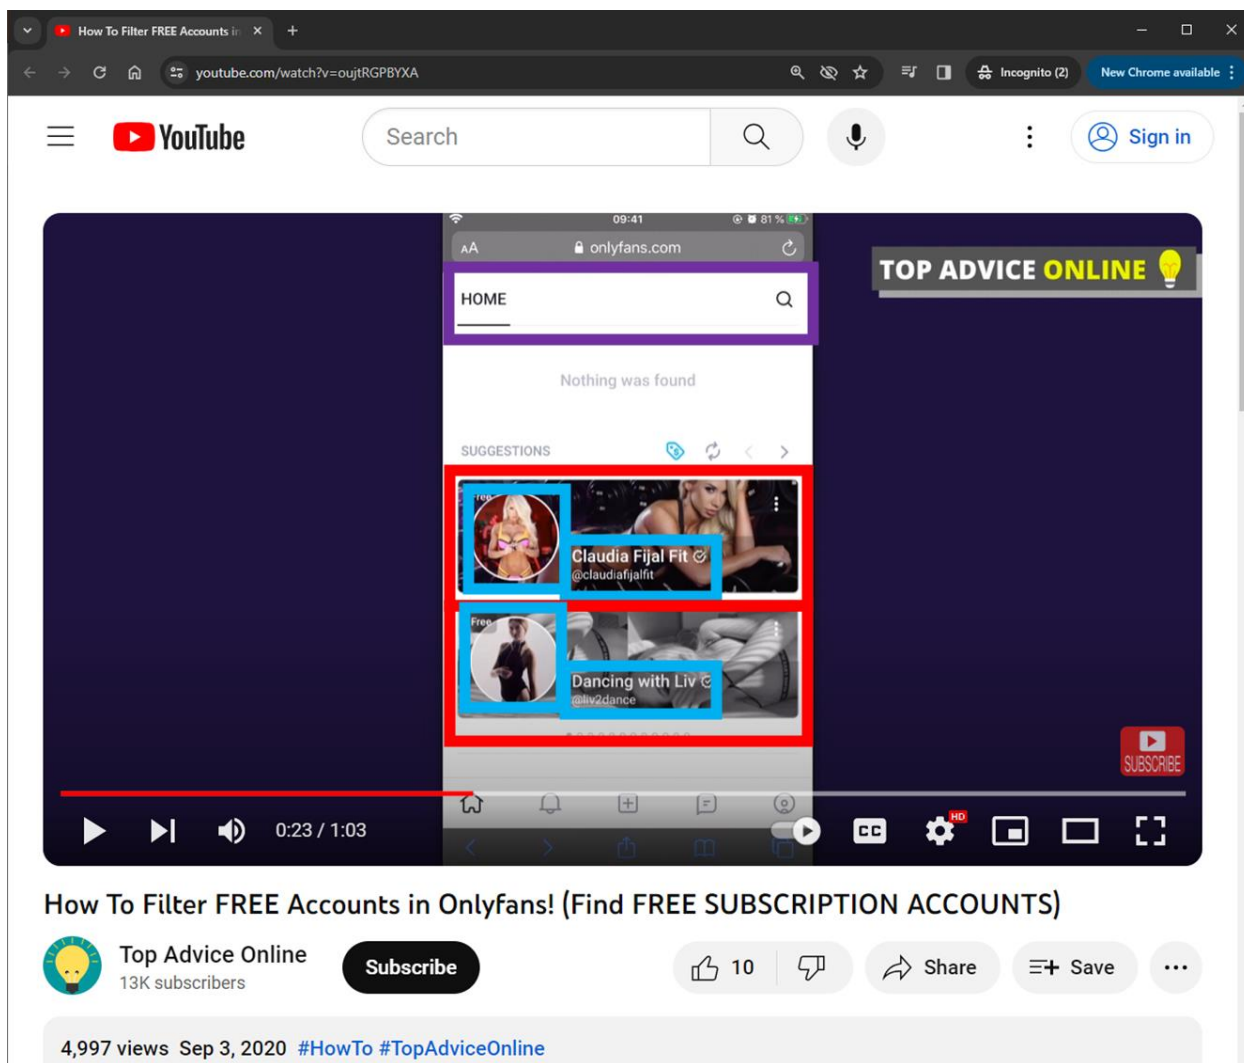 How To Filter FREE Accounts in
youtube.com/watch?v=oujtRGPBYXA
Incognito (2)
New Chrome available
YouTube
Search
Sign in
09:41
81 %
AA
onlyfans.com
TOP ADVICE ONLINE
HOME
Nothing was found
SUGGESTIONS
Free
Claudia Fijal Fit
@claudiafijalfit
Free
Dancing with Liv
@liv2dance
SUBSCRIBE
0:23 / 1:03
CC
HD
How To Filter FREE Accounts in Onlyfans! (Find FREE SUBSCRIPTION ACCOUNTS)
Top Advice Online
13K subscribers
Subscribe
10
Share
Save
4,997 views Sep 3, 2020 #HowTo #TopAdviceOnline